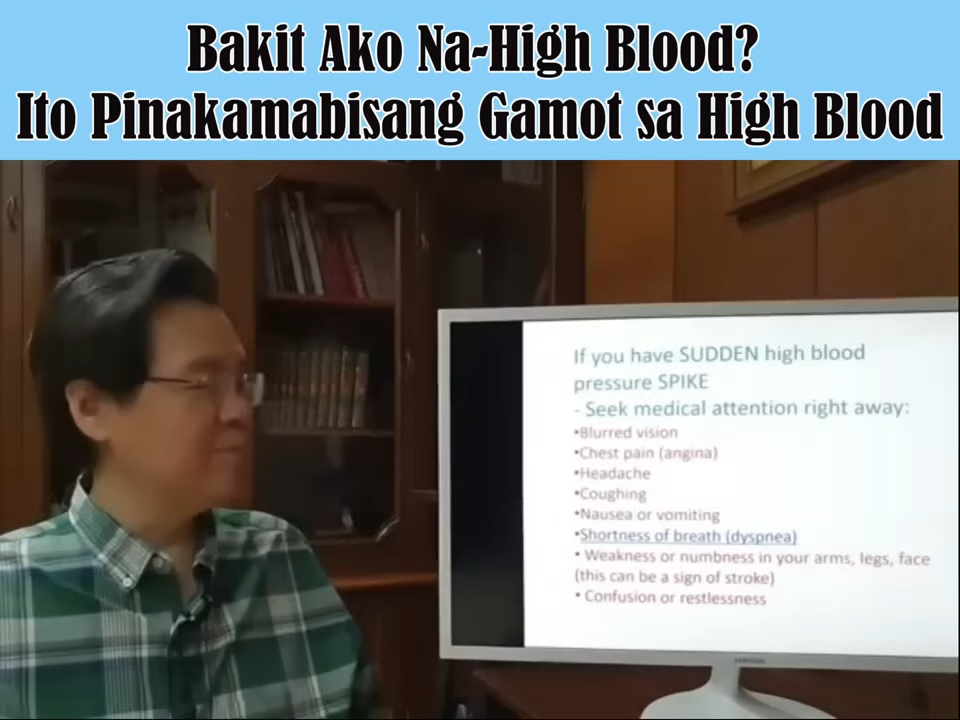 Bakit Ako Na-High Blood?
Ito Pinakamabisang Gamot sa High Blood
If you have SUDDEN high blood
pressure SPIKE
- Seek medical attention right away:
•Blurred vision
•Chest pain (angina)
•Headache
•Coughing
•Nausea or vomiting
•Shortness of breath (dyspnea)
• Weakness or numbness in your arms, legs, face
(this can be a sign of stroke)
• Confusion or restlessness
SAMSUNG